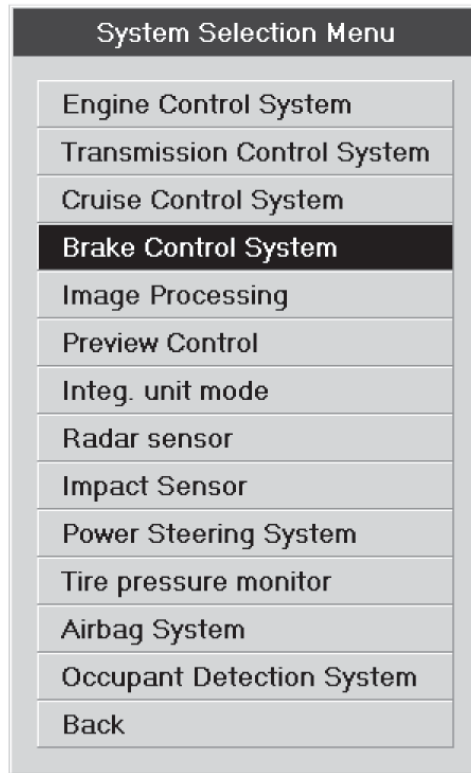 System Selection Menu
Engine Control System
Transmission Control System
Cruise Control System
Brake Control System
Image Processing
Preview Control
Integ. unit mode
Radar sensor
Impact Sensor
Power Steering System
Tire pressure monitor
Airbag System
Occupant Detection System
Back